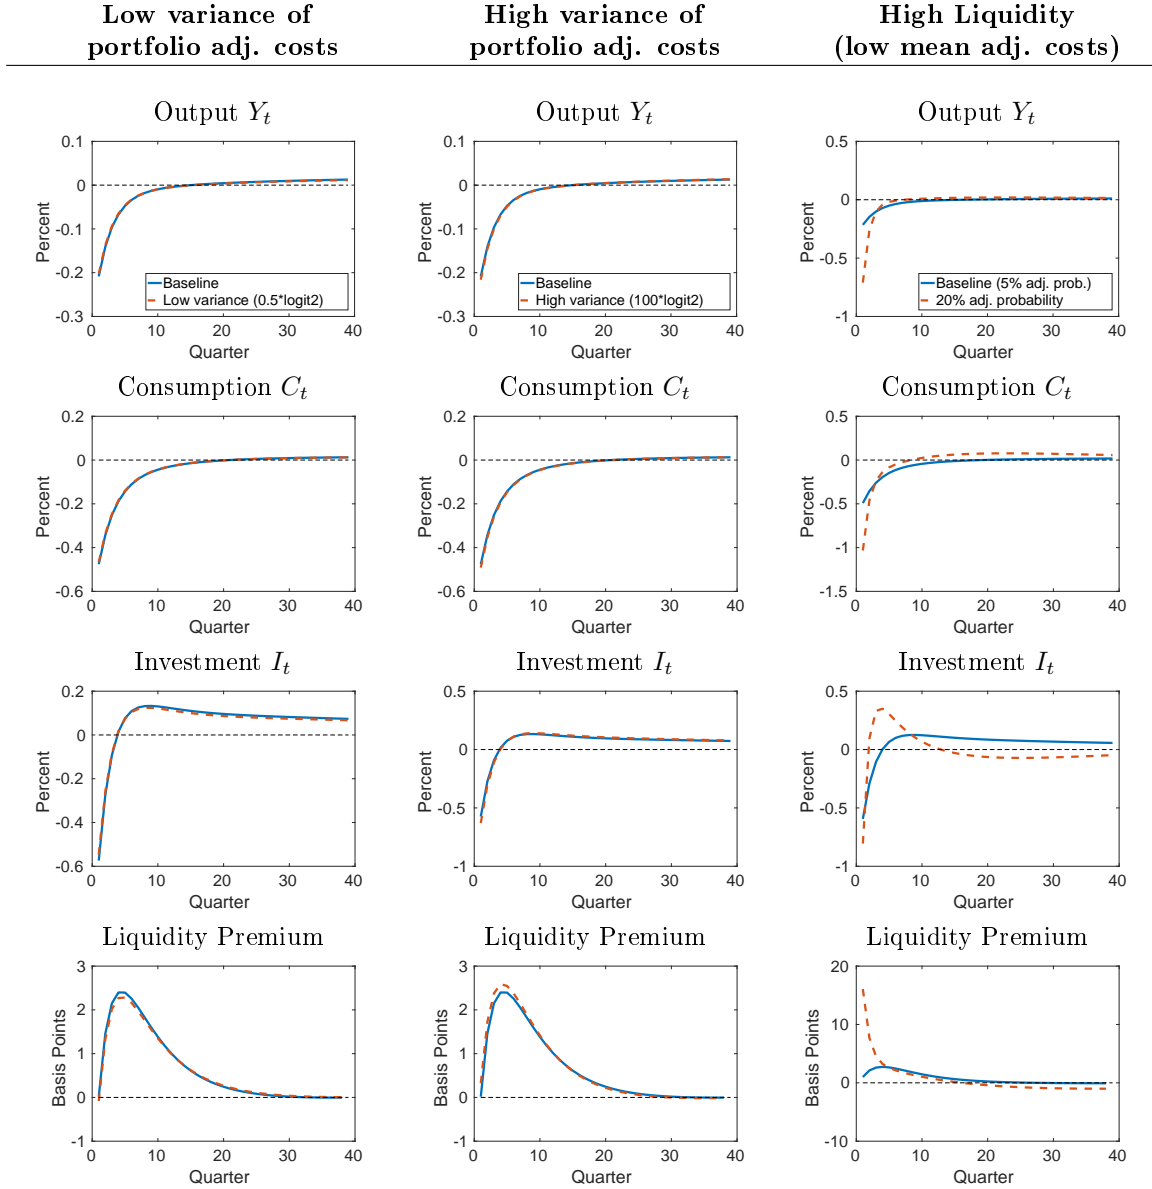 Low variance of
portfolio adj. costs
High variance of
portfolio adj. costs
High Liquidity
(low mean adj. costs)
Output Y_t
0.1
0
-0.1
-0.2
-0.3
Percent
Baseline
Low variance (0.5*logit2)
0 10 20 30 40
Quarter
Output Y_t
0.1
0
-0.1
-0.2
-0.3
Percent
Baseline
High variance (100*logit2)
0 10 20 30 40
Quarter
Output Y_t
0.5
0
-0.5
-1
Percent
Baseline (5% adj. prob.)
20% adj. probability
0 10 20 30 40
Quarter
Consumption C_t
0.2
0
-0.2
-0.4
-0.6
Percent
0 10 20 30 40
Quarter
Consumption C_t
0.2
0
-0.2
-0.4
-0.6
Percent
0 10 20 30 40
Quarter
Consumption C_t
0.5
0
-0.5
-1
-1.5
Percent
0 10 20 30 40
Quarter
Investment I_t
0.2
0
-0.2
-0.4
-0.6
Percent
0 10 20 30 40
Quarter
Investment I_t
0.5
0
-0.5
-1
Percent
0 10 20 30 40
Quarter
Investment I_t
0.5
0
-0.5
-1
Percent
0 10 20 30 40
Quarter
Liquidity Premium
3
2
1
0
-1
Basis Points
0 10 20 30 40
Quarter
Liquidity Premium
3
2
1
0
-1
Basis Points
0 10 20 30 40
Quarter
Liquidity Premium
20
10
0
-10
Basis Points
0 10 20 30 40
Quarter